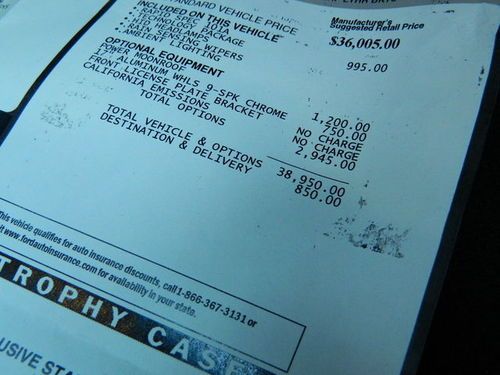 STANDARD VEHICLE PRICE
Manufacturer's
Suggested Retail Price
$36,005.00
INCLUDED ON THIS VEHICLE
TECHNOLOGY PACKAGE 995.00
HID HEADLAMPS
RAIN SENSING WIPERS
AMBIENT LIGHTING
OPTIONAL EQUIPMENT
POWER MOONROOF 1,200.00
ALUMINUM WHLS 9-SPK CHROME 750.00
FRONT LICENSE PLATE BRACKET NO CHARGE
CALIFORNIA EMISSIONS NO CHARGE
TOTAL OPTIONS 2,945.00
TOTAL VEHICLE & OPTIONS 38,950.00
DESTINATION & DELIVERY 850.00
This vehicle qualifies for auto insurance discounts, call 1-866-367-3131 or
www.fordautoinsurance.com for availability in your state.
TROPHY CASE